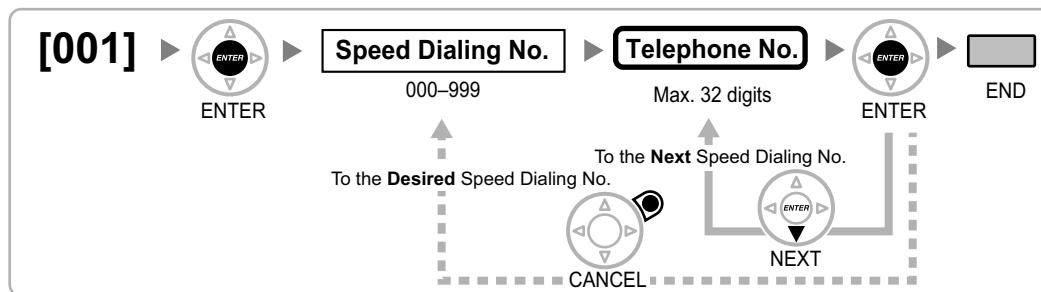 [001]
ENTER
ENTER
Speed Dialing No.
000–999
Telephone No.
Max. 32 digits
ENTER
ENTER
END
To the Next Speed Dialing No.
To the Desired Speed Dialing No.
ENTER
NEXT
CANCEL